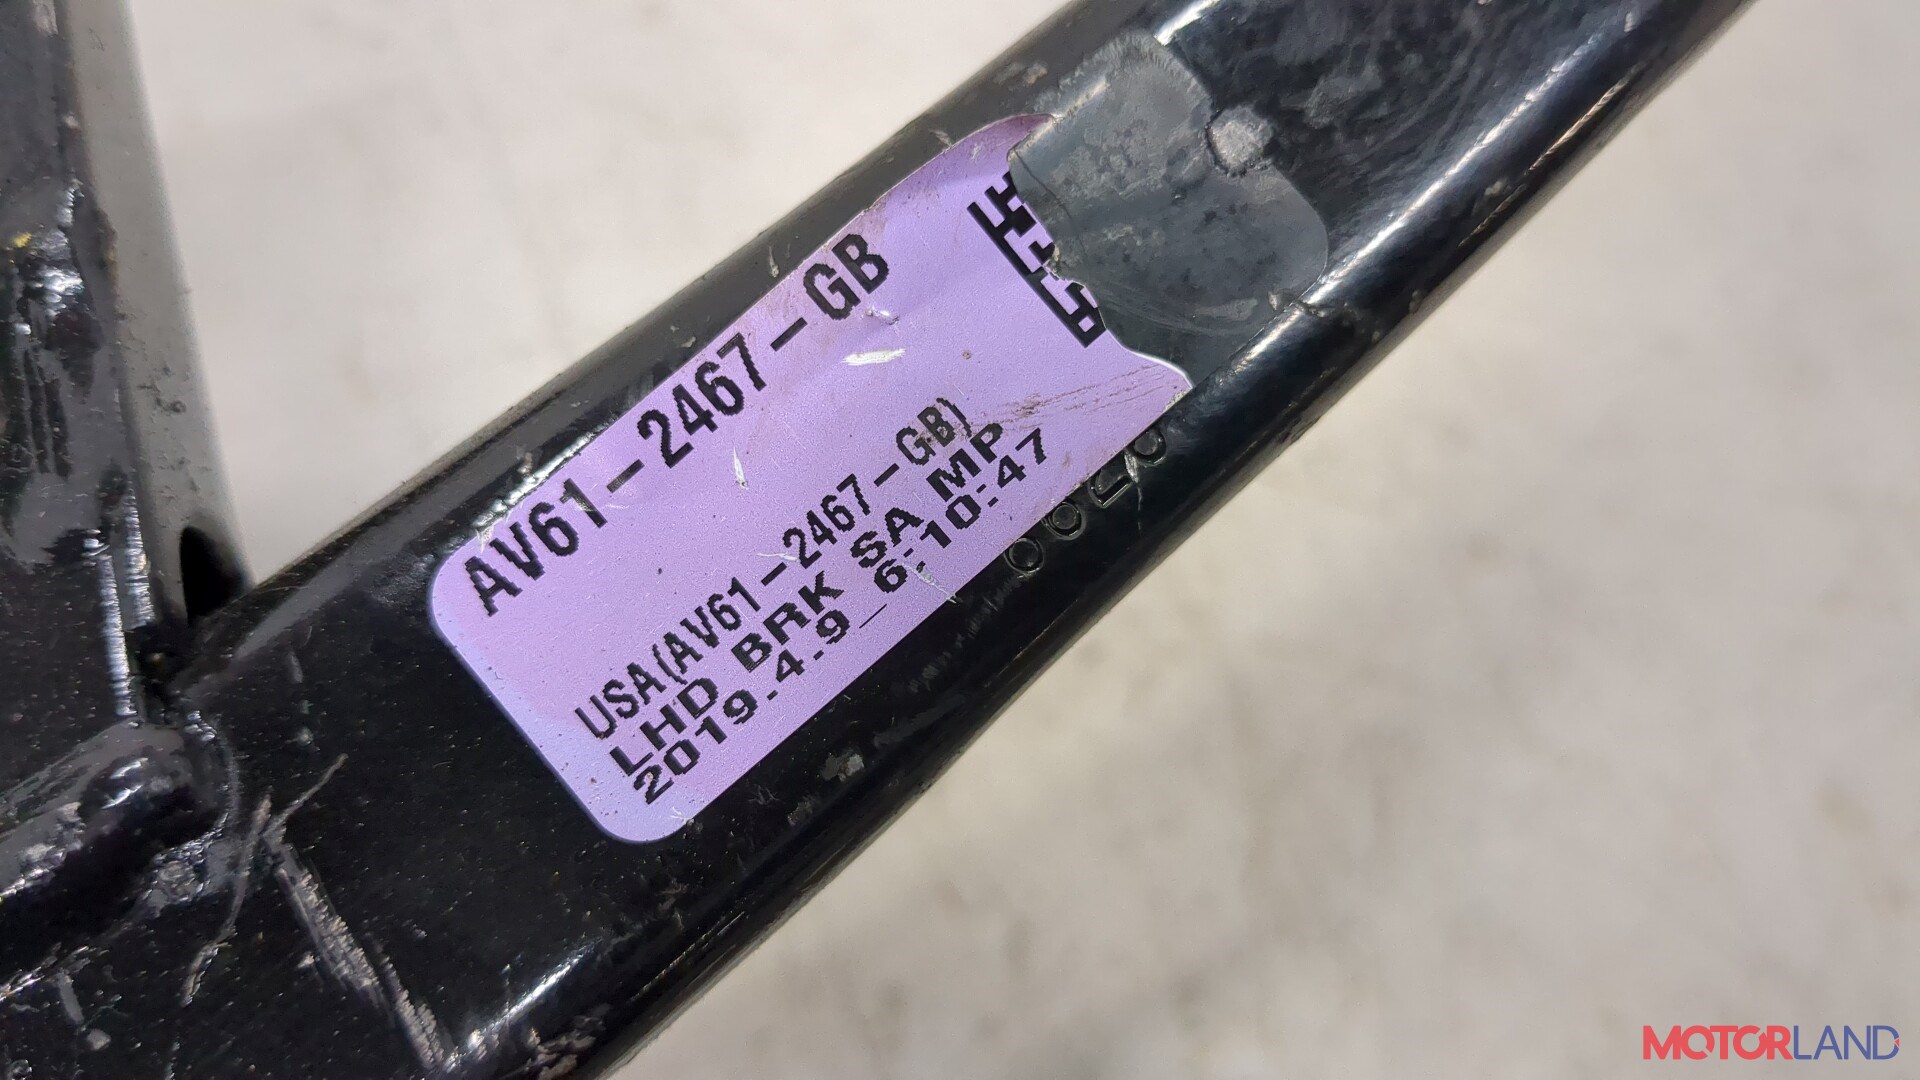 AV61-2467-GB
USA(AV61-2467-GB)
LHD BRK SA MP
2019.4.9_6:10:47
MOTORLAND